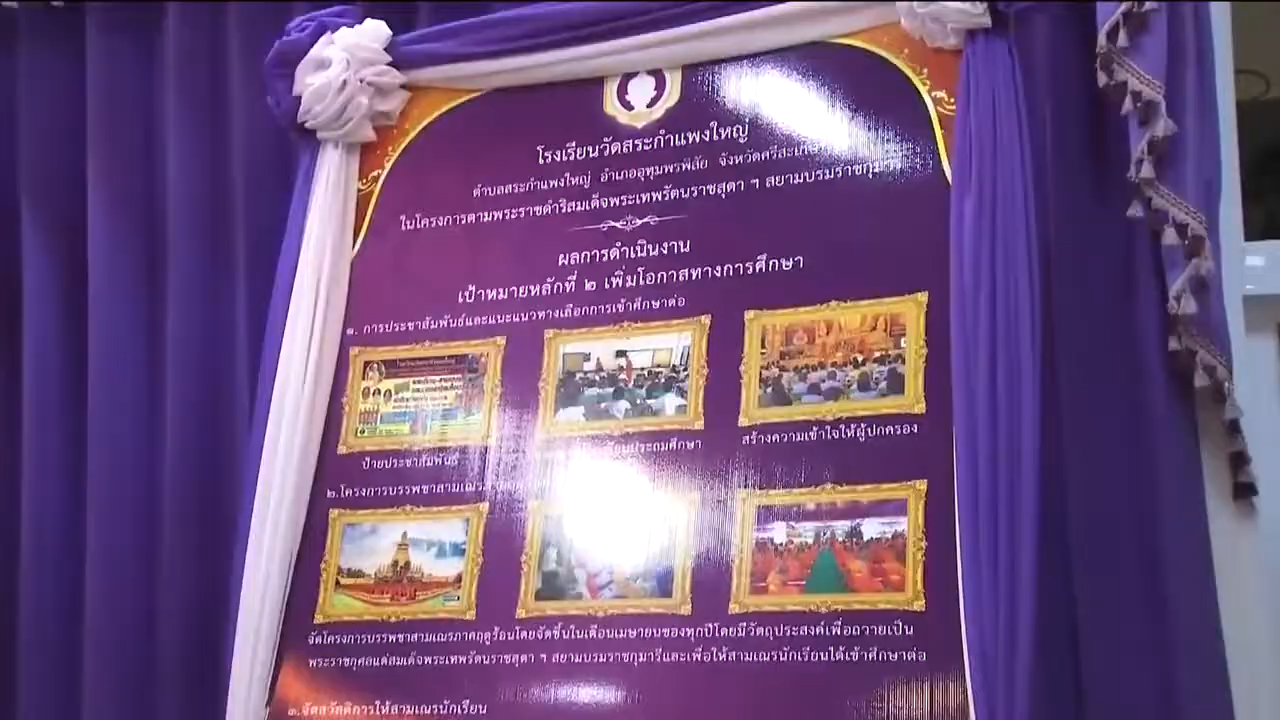 โรงเรียนวัดสระกำแพงใหญ่
ตำบลสระกำแพงใหญ่ อำเภออุทุมพรพิสัย จังหวัดศรีสะเกษ
ในโครงการตามพระราชดำริสมเด็จพระเทพรัตนราชสุดา ฯ สยามบรมราชกุมารี
ผลการดำเนินงาน
เป้าหมายหลักที่ ๒ เพิ่มโอกาสทางการศึกษา
๑. การประชาสัมพันธ์และแนะแนวทางเลือกการเข้าศึกษาต่อ
ป้ายประชาสัมพันธ์
ประถมศึกษา
สร้างความเข้าใจให้ผู้ปกครอง
๒.โครงการบรรพชาสามเณร
จัดโครงการบรรพชาสามเณรภาคฤดูร้อนโดยจัดขึ้นในเดือนเมษายนของทุกปีโดยมีวัตถุประสงค์เพื่อถวายเป็น
พระราชกุศลแด่สมเด็จพระเทพรัตนราชสุดา ฯ สยามบรมราชกุมารีและเพื่อให้สามเณรนักเรียนได้เข้าศึกษาต่อ
๓.จัดสวัสดิการให้สามเณรนักเรียน